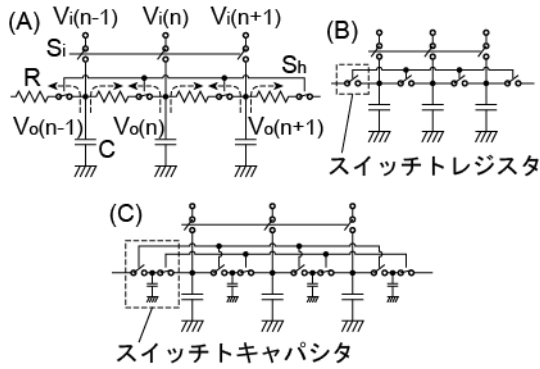 (A) Vi(n-1) Vi(n) Vi(n+1)
Si
R Sh
Vo(n-1) Vo(n) Vo(n+1)
C
(B)
スイッチトレジスタ
(C)
スイッチトキャパシタ